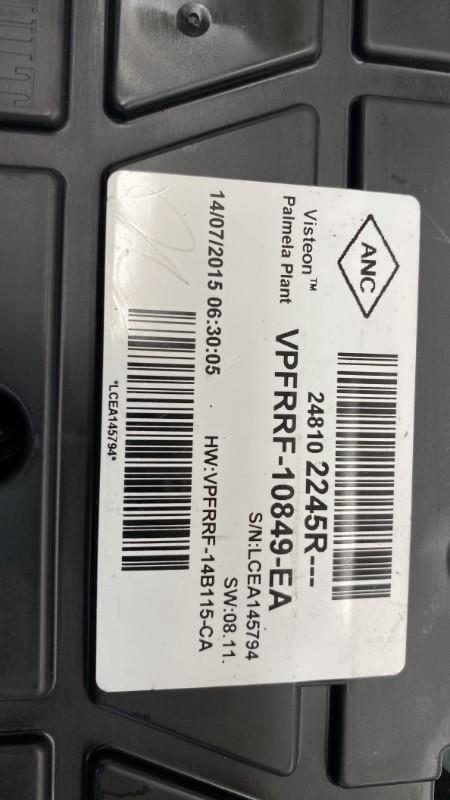 ANC
24810 2245R---
Visteon™
Palmela Plant
VPFRRF-10849-EA
S/N:LCEA145794
SW:08.11.
14/07/2015 06:30:05
HW:VPFRRF-14B115-CA
*LCEA145794*